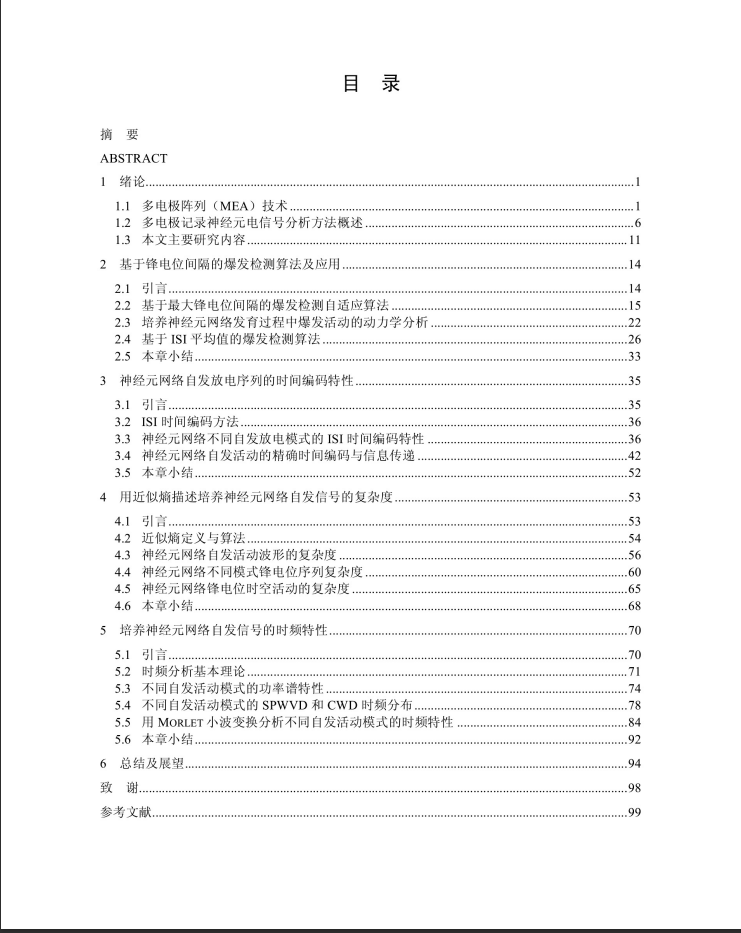 目 录
摘 要
ABSTRACT
1 绪论 1
1.1 多电极阵列（MEA）技术 1
1.2 多电极记录神经元电信号分析方法概述 6
1.3 本文主要研究内容 11
2 基于锋电位间隔的爆发检测算法及应用 14
2.1 引言 14
2.2 基于最大锋电位间隔的爆发检测自适应算法 15
2.3 培养神经元网络发育过程中爆发活动的动力学分析 22
2.4 基于 ISI 平均值的爆发检测算法 26
2.5 本章小结 33
3 神经元网络自发放电序列的时间编码特性 35
3.1 引言 35
3.2 ISI 时间编码方法 36
3.3 神经元网络不同自发放电模式的 ISI 时间编码特性 36
3.4 神经元网络自发活动的精确时间编码与信息传递 42
3.5 本章小结 52
4 用近似熵描述培养神经元网络自发信号的复杂度 53
4.1 引言 53
4.2 近似熵定义与算法 54
4.3 神经元网络自发活动波形的复杂度 56
4.4 神经元网络不同模式锋电位序列复杂度 60
4.5 神经元网络锋电位时空活动的复杂度 65
4.6 本章小结 68
5 培养神经元网络自发信号的时频特性 70
5.1 引言 70
5.2 时频分析基本理论 71
5.3 不同自发活动模式的功率谱特性 74
5.4 不同自发活动模式的 SPWVD 和 CWD 时频分布 78
5.5 用 MORLET 小波变换分析不同自发活动模式的时频特性 84
5.6 本章小结 92
6 总结及展望 94
致 谢 98
参考文献 99